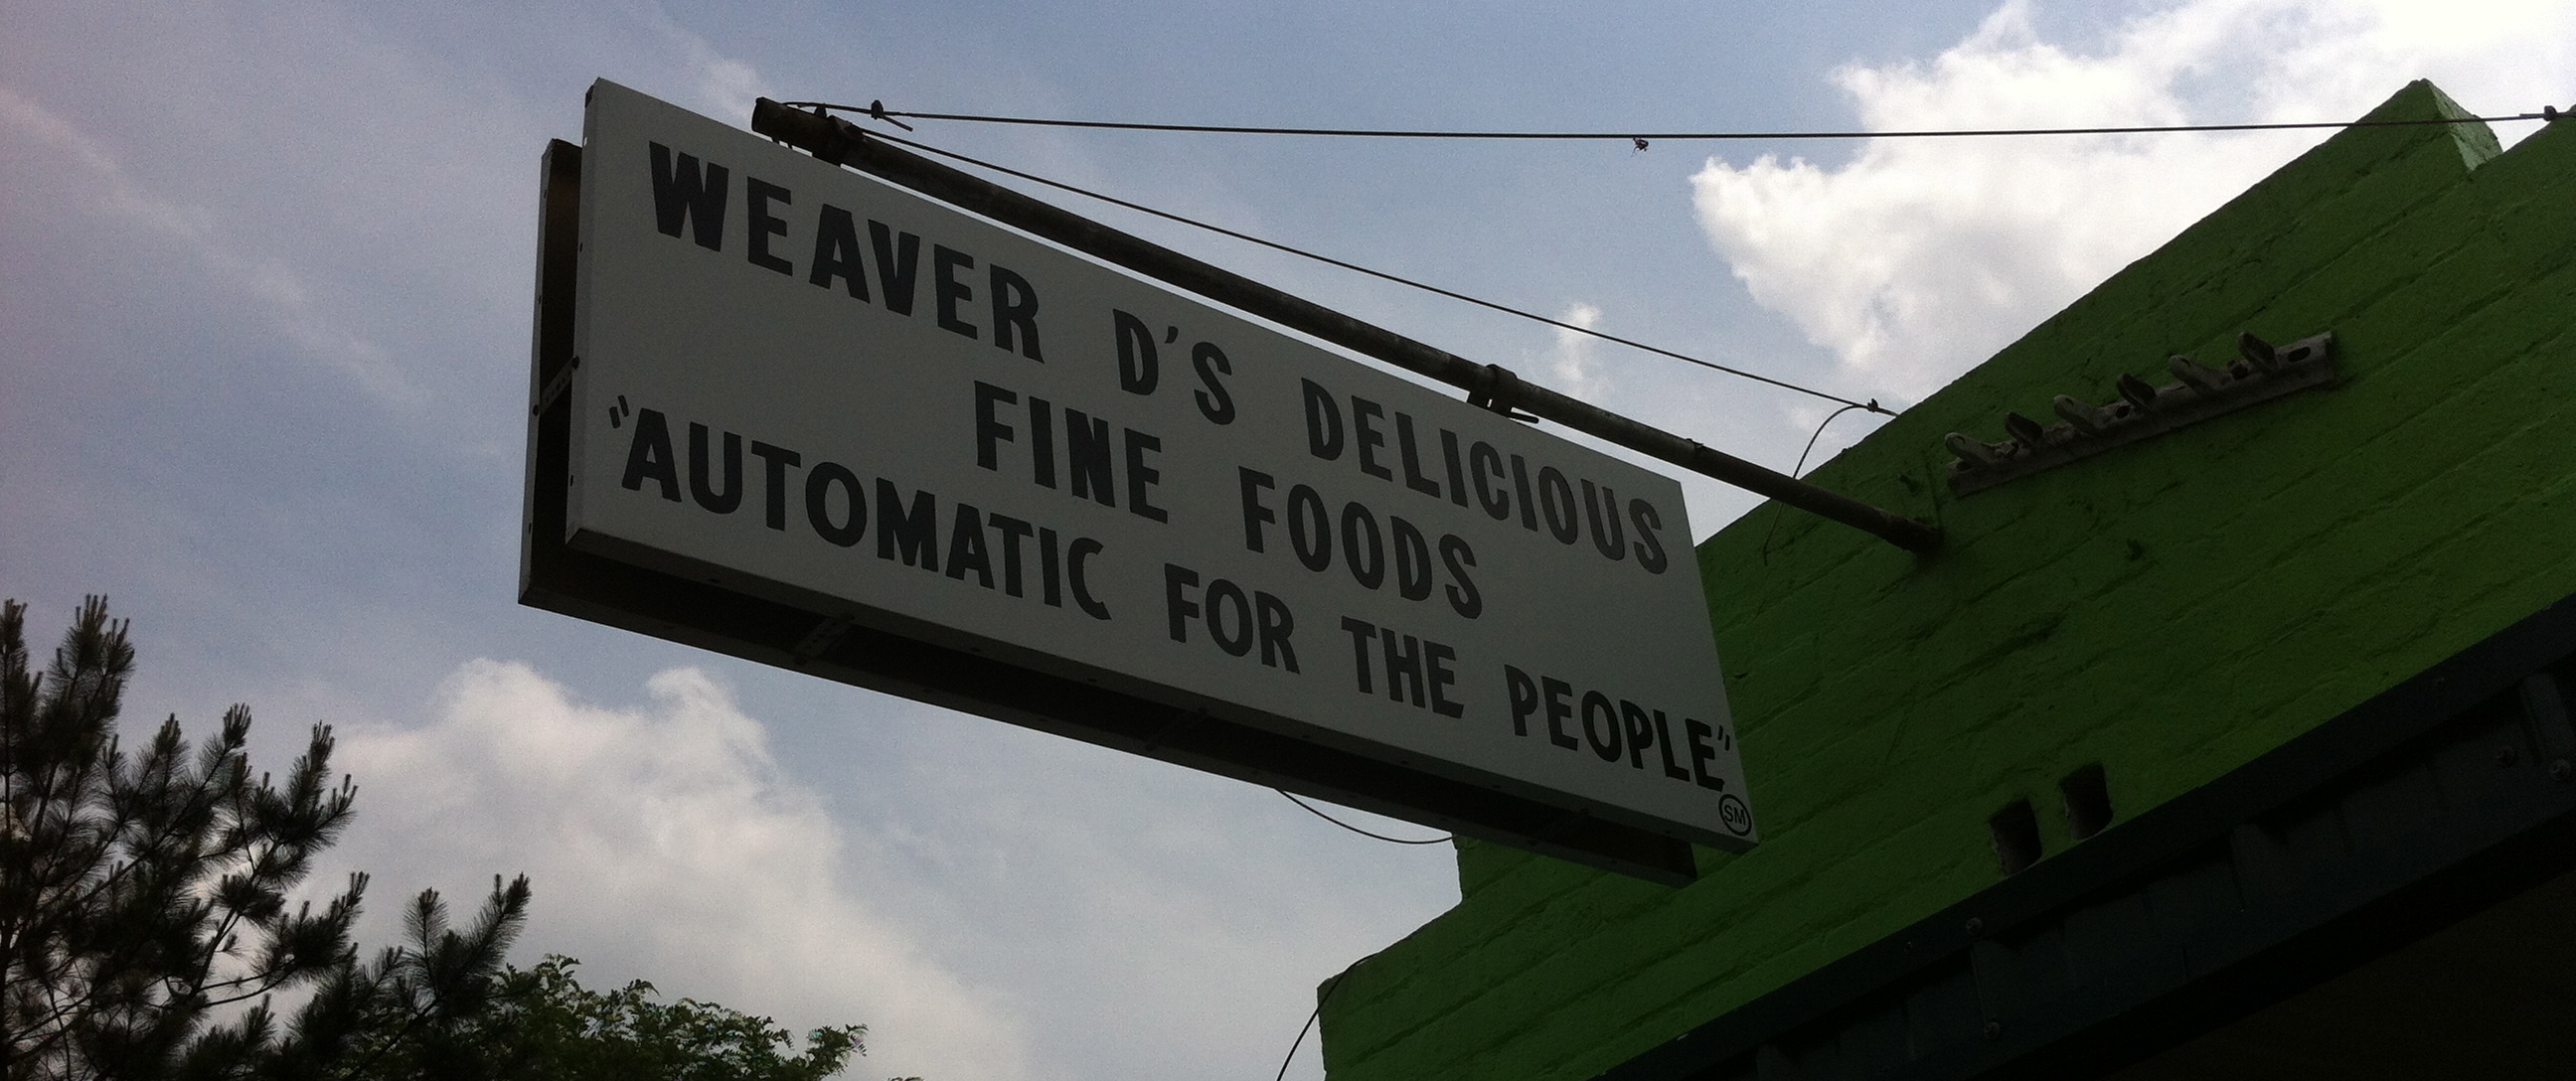 WEAVER D'S DELICIOUS
FINE FOODS
"AUTOMATIC FOR THE PEOPLE"
SM